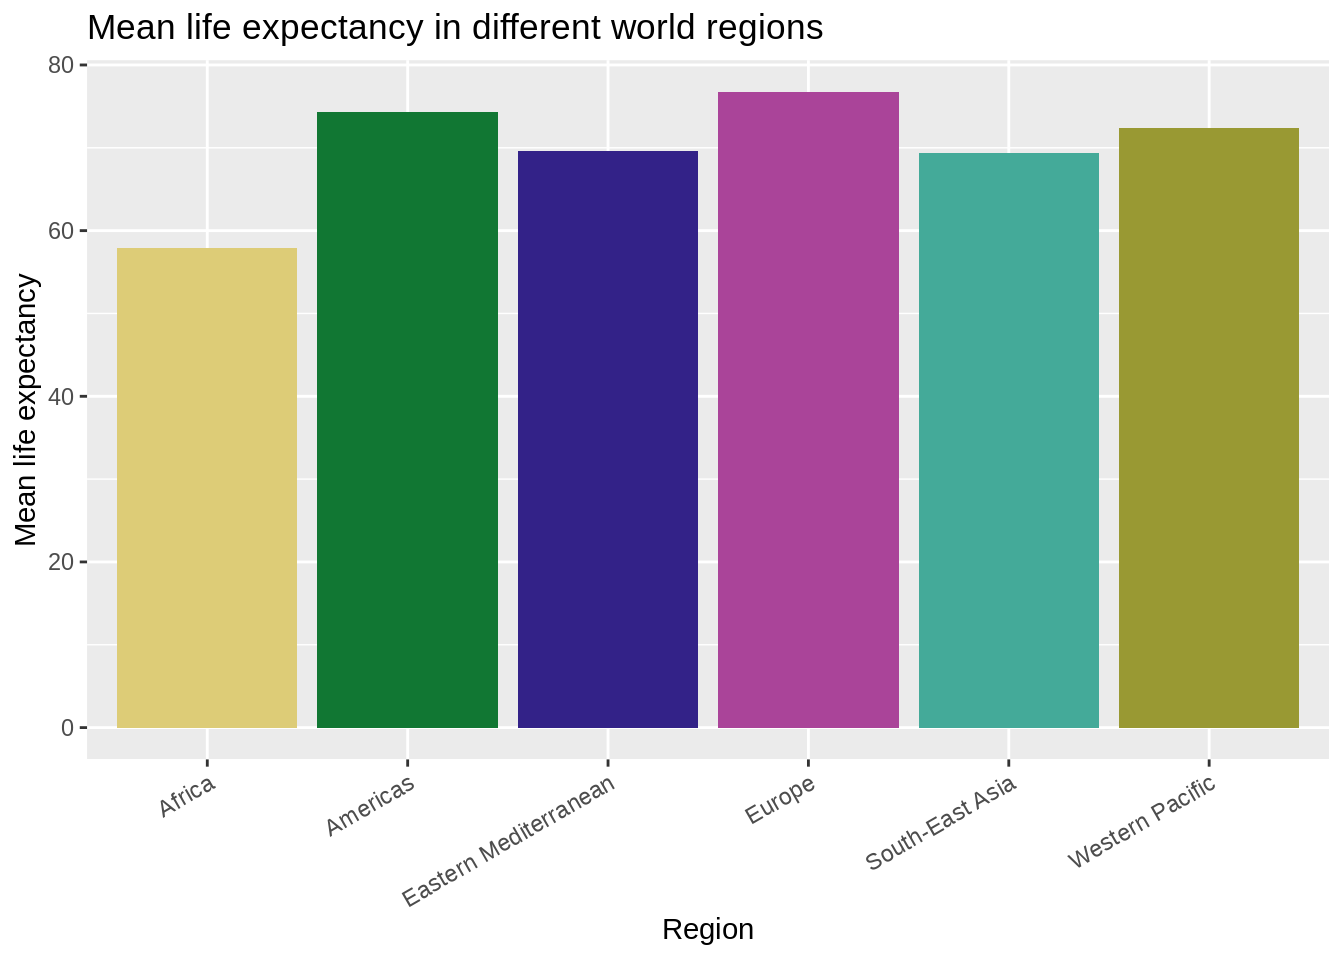 Mean life expectancy in different world regions
Mean life expectancy
80
60
40
20
0
Africa
Americas
Eastern Mediterranean
Europe
South-East Asia
Western Pacific
Region